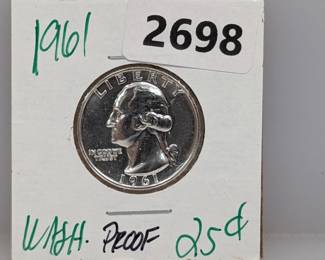 1961
2698
LIBERTY
IN GOD WE
TRUST
1961
WASH. PROOF 25¢